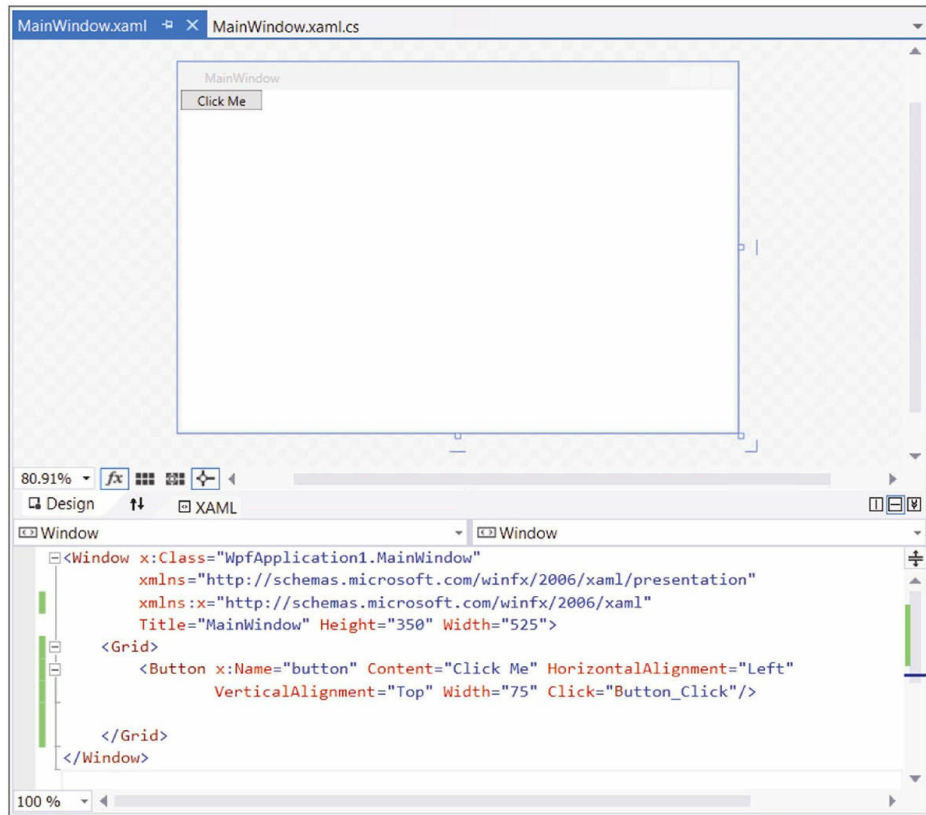 MainWindow.xaml MainWindow.xaml.cs
MainWindow
Click Me
80.91% fx
Design XAML
Window Window
<Window x:Class="WpfApplication1.MainWindow"
xmlns="http://schemas.microsoft.com/winfx/2006/xaml/presentation"
xmlns:x="http://schemas.microsoft.com/winfx/2006/xaml"
Title="MainWindow" Height="350" Width="525">
<Grid>
<Button x:Name="button" Content="Click Me" HorizontalAlignment="Left"
VerticalAlignment="Top" Width="75" Click="Button_Click"/>
</Grid>
</Window>
100 %